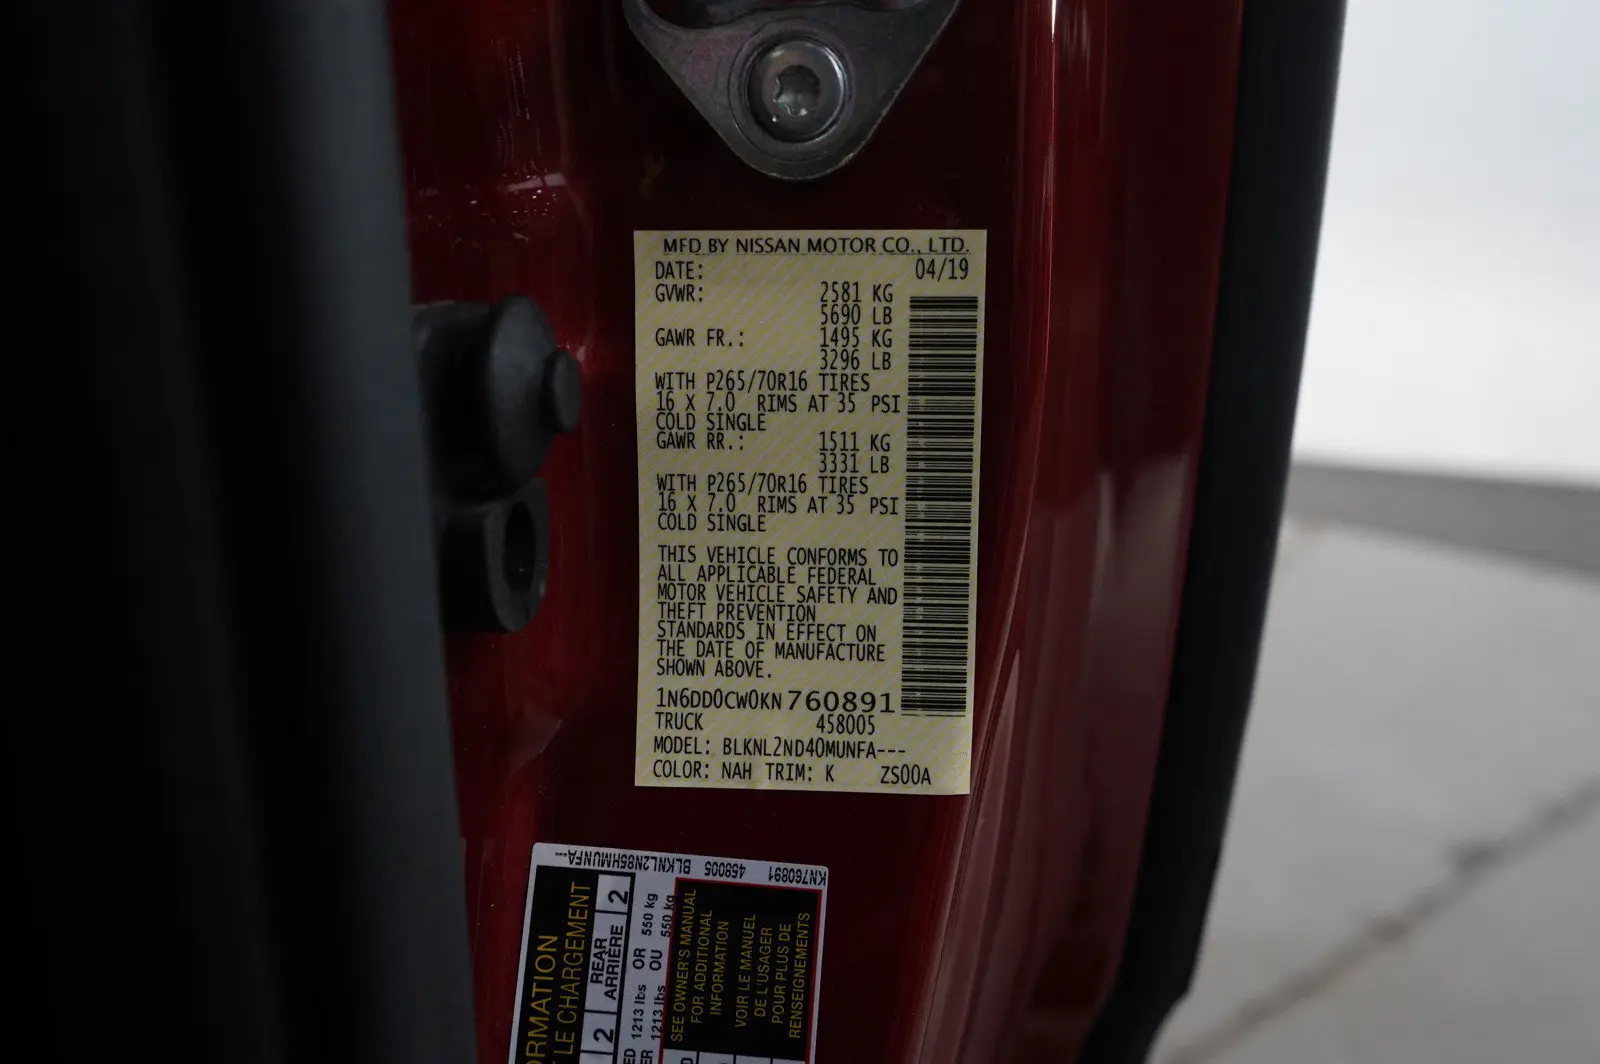 MFD BY NISSAN MOTOR CO., LTD.
DATE: 04/19
GVWR: 2581 KG
5690 LB
GAWR FR.: 1495 KG
3296 LB
WITH P265/70R16 TIRES
16 X 7.0 RIMS AT 35 PSI
COLD SINGLE
GAWR RR.: 1511 KG
3331 LB
WITH P265/70R16 TIRES
16 X 7.0 RIMS AT 35 PSI
COLD SINGLE
THIS VEHICLE CONFORMS TO
ALL APPLICABLE FEDERAL
MOTOR VEHICLE SAFETY AND
THEFT PREVENTION
STANDARDS IN EFFECT ON
THE DATE OF MANUFACTURE
SHOWN ABOVE.
1N6DD0CW0KN760891
TRUCK 458005
MODEL: BLKNL2ND40MUNFA---
COLOR: NAH TRIM: K ZS00A
KN760891 458005 BLKNL2N85HMUNFA---
LE CHARGEMENT
2 REAR 2
ARRIÈRE
1213 lbs OR 550 kg
1213 lbs OU 550 kg
SEE OWNER'S MANUAL
FOR ADDITIONAL
INFORMATION
VOIR LE MANUEL
DE L'USAGER
POUR PLUS DE
RENSEIGNEMENTS